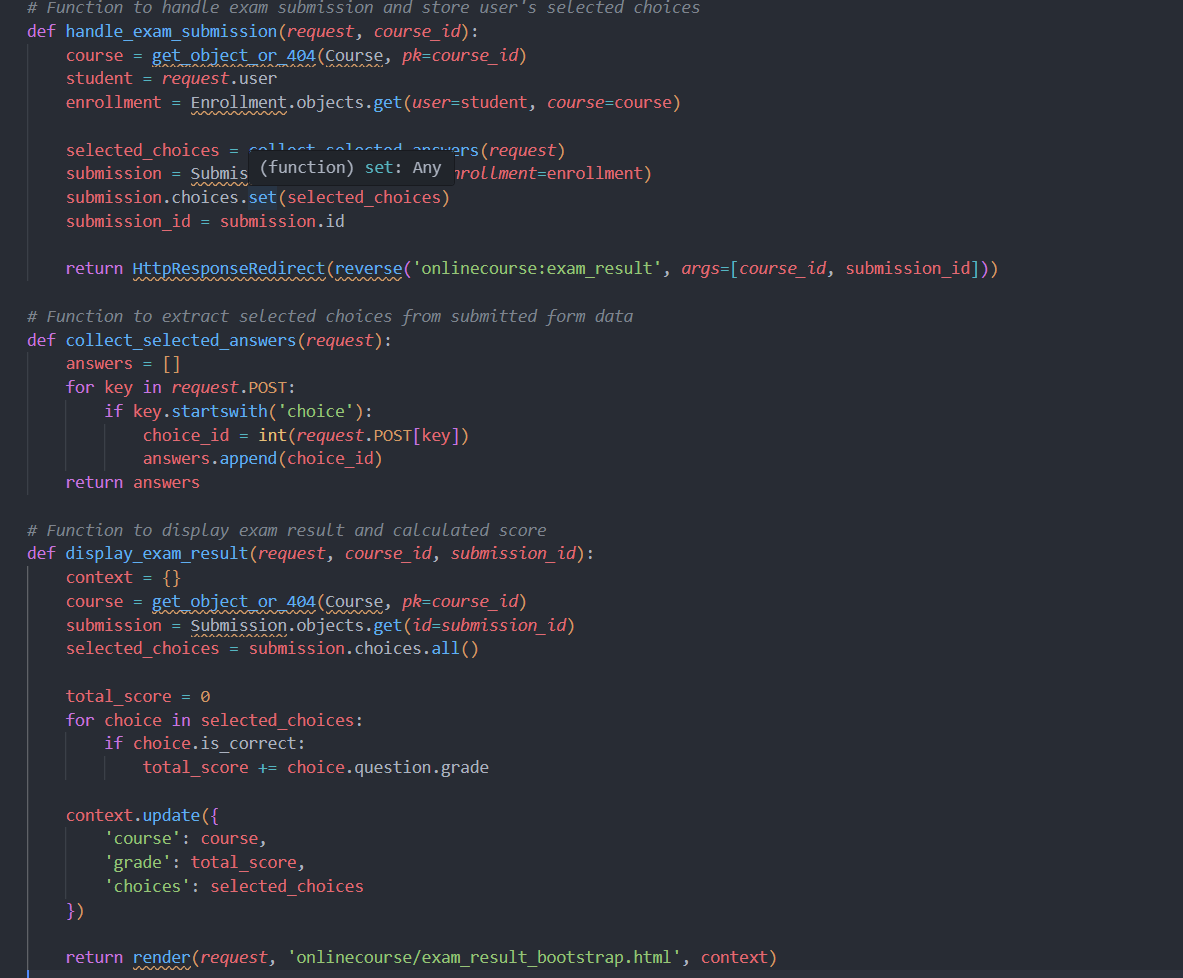 # Function to handle exam submission and store user's selected choices
def handle_exam_submission(request, course_id):
    course = get_object_or_404(Course, pk=course_id)
    student = request.user
    enrollment = Enrollment.objects.get(user=student, course=course)

    selected_choices = collect_selected_answers(request)
    submission = Submis (function) set: Any nrollment=enrollment)
    submission.choices.set(selected_choices)
    submission_id = submission.id

    return HttpResponseRedirect(reverse('onlinecourse:exam_result', args=[course_id, submission_id]))

# Function to extract selected choices from submitted form data
def collect_selected_answers(request):
    answers = []
    for key in request.POST:
        if key.startswith('choice'):
            choice_id = int(request.POST[key])
            answers.append(choice_id)
    return answers

# Function to display exam result and calculated score
def display_exam_result(request, course_id, submission_id):
    context = {}
    course = get_object_or_404(Course, pk=course_id)
    submission = Submission.objects.get(id=submission_id)
    selected_choices = submission.choices.all()

    total_score = 0
    for choice in selected_choices:
        if choice.is_correct:
            total_score += choice.question.grade

    context.update({
        'course': course,
        'grade': total_score,
        'choices': selected_choices
    })

    return render(request, 'onlinecourse/exam_result_bootstrap.html', context)